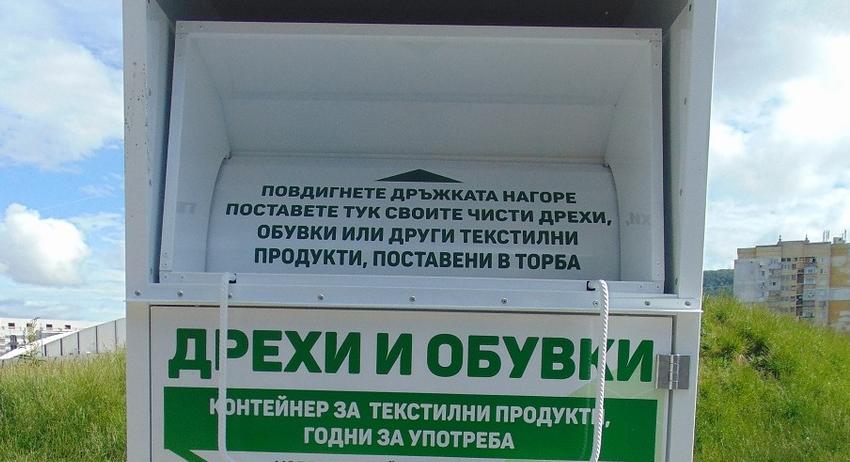 ПОВДИГНЕТЕ ДРЪЖКАТА НАГОРЕ
ПОСТАВЕТЕ ТУК СВОИТЕ ЧИСТИ ДРЕХИ,
ОБУВКИ ИЛИ ДРУГИ ТЕКСТИЛНИ
ПРОДУКТИ, ПОСТАВЕНИ В ТОРБА
ДРЕХИ И ОБУВКИ
КОНТЕЙНЕР ЗА ТЕКСТИЛНИ ПРОДУКТИ,
ГОДНИ ЗА УПОТРЕБА